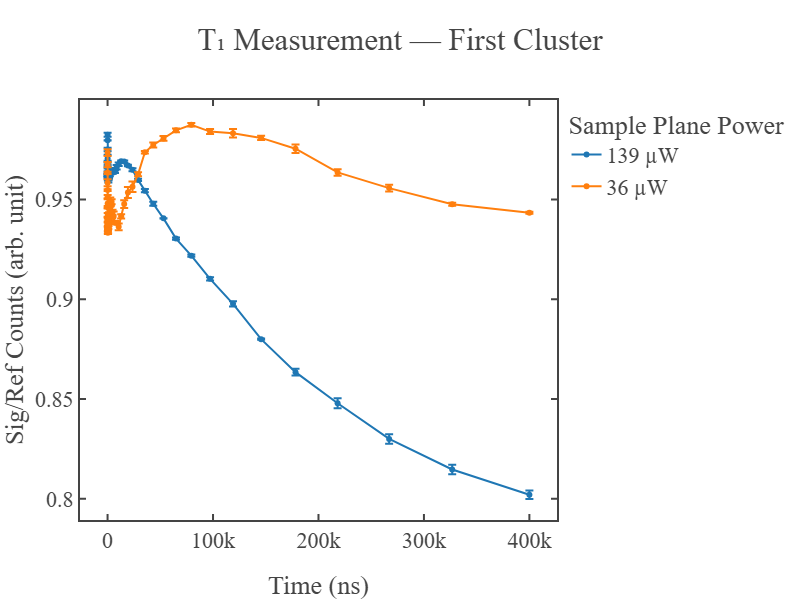 T₁ Measurement — First Cluster
Sample Plane Power
139 µW
36 µW
Sig/Ref Counts (arb. unit)
0.95
0.9
0.85
0.8
0
100k
200k
300k
400k
Time (ns)